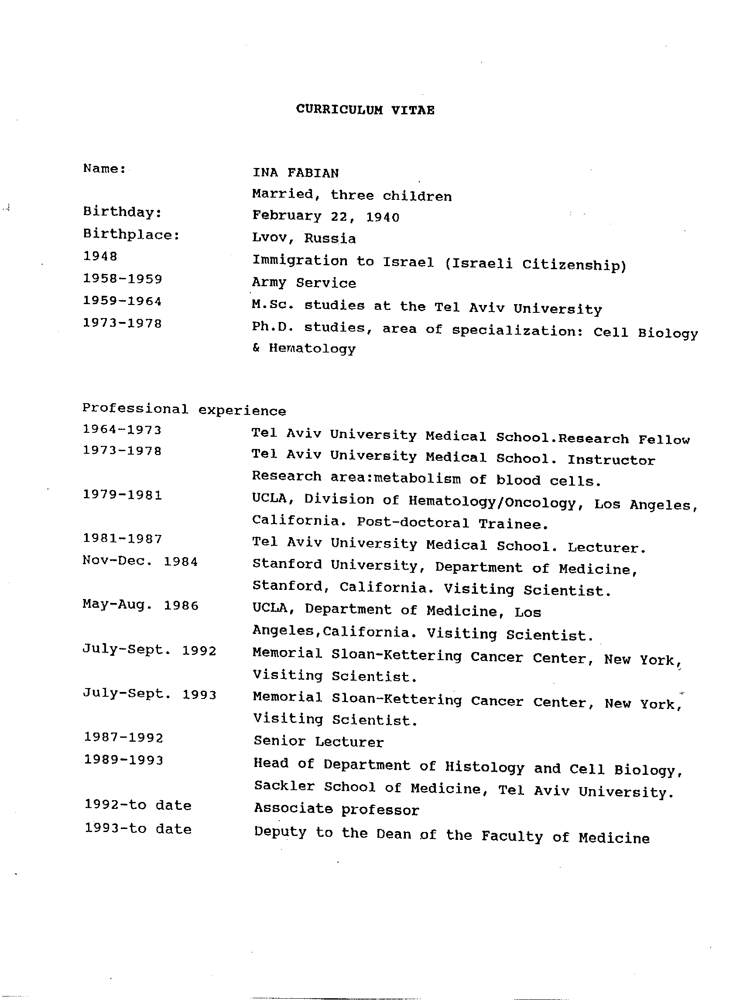 CURRICULUM VITAE
Name: INA FABIAN
Married, three children
Birthday: February 22, 1940
Birthplace: Lvov, Russia
1948 Immigration to Israel (Israeli Citizenship)
1958-1959 Army Service
1959-1964 M.Sc. studies at the Tel Aviv University
1973-1978 Ph.D. studies, area of specialization: Cell Biology
& Hematology
Professional experience
1964-1973 Tel Aviv University Medical School.Research Fellow
1973-1978 Tel Aviv University Medical School. Instructor
Research area:metabolism of blood cells.
1979-1981 UCLA, Division of Hematology/Oncology, Los Angeles,
California. Post-doctoral Trainee.
1981-1987 Tel Aviv University Medical School. Lecturer.
Nov-Dec. 1984 Stanford University, Department of Medicine,
Stanford, California. Visiting Scientist.
May-Aug. 1986 UCLA, Department of Medicine, Los
Angeles,California. Visiting Scientist.
July-Sept. 1992 Memorial Sloan-Kettering Cancer Center, New York,
Visiting Scientist.
July-Sept. 1993 Memorial Sloan-Kettering Cancer Center, New York,
Visiting Scientist.
1987-1992 Senior Lecturer
1989-1993 Head of Department of Histology and Cell Biology,
Sackler School of Medicine, Tel Aviv University.
1992-to date Associate professor
1993-to date Deputy to the Dean of the Faculty of Medicine